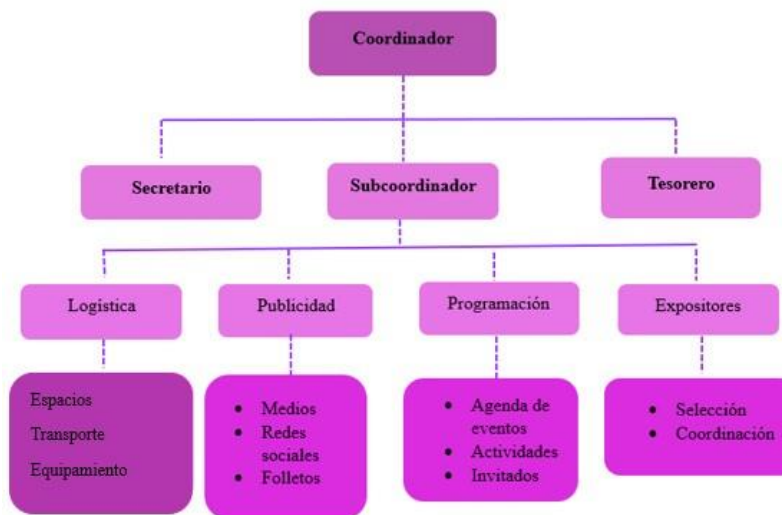 Coordinador
Secretario
Subcoordinador
Tesorero
Logística
Publicidad
Programación
Expositores
Espacios
Transporte
Equipamiento
• Medios
• Redes
sociales
• Folletos
• Agenda de
eventos
• Actividades
• Invitados
• Selección
• Coordinación